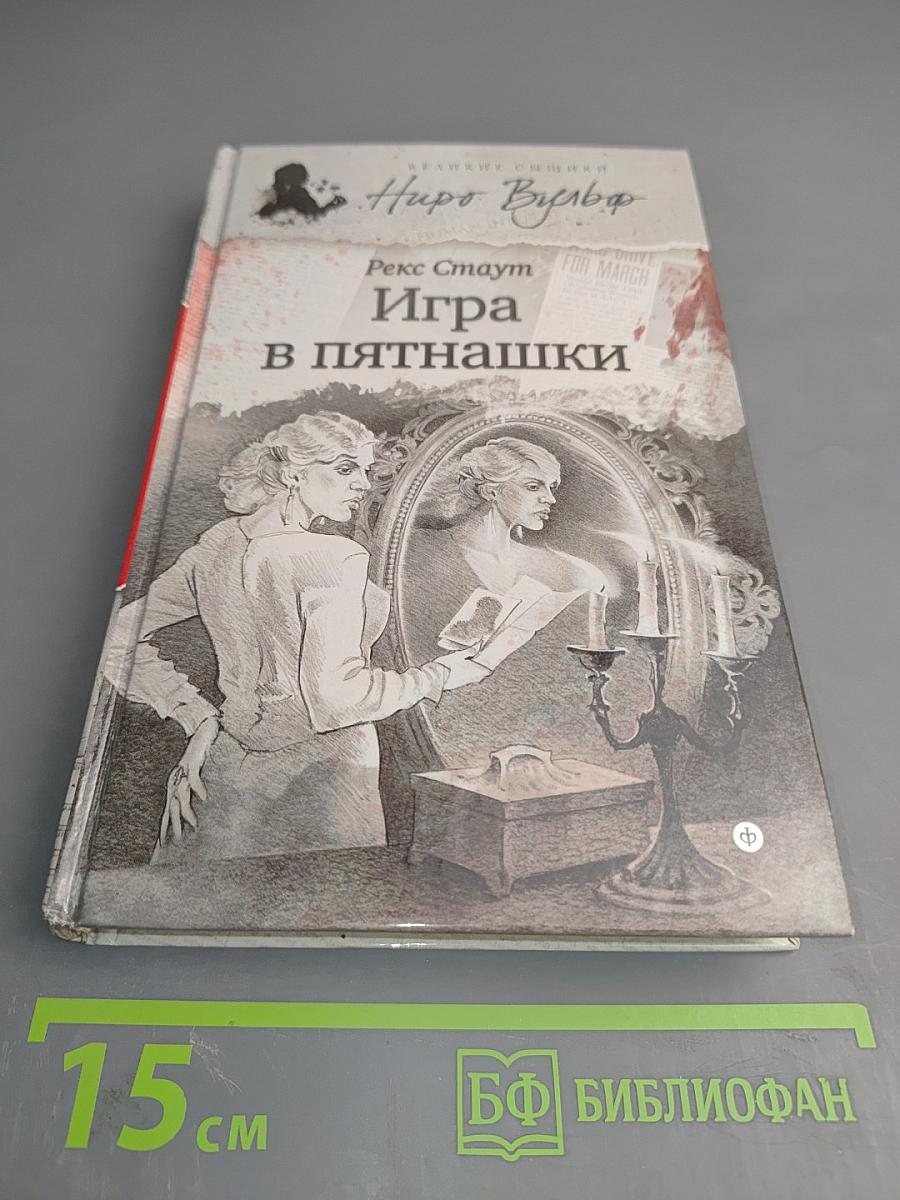 ВЕЛИКИЕ СЫЩИКИ
Ниро Вульф
Рекс Стаут
FOR MARCH
Игра
в пятнашки
ф
15 см
БФ БИБЛИОФАН